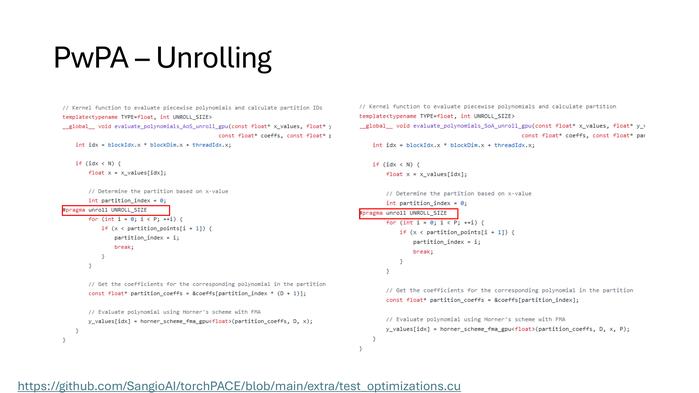 PwPA – Unrolling
// Kernel function to evaluate piecewise polynomials and calculate partition IDs
template<typename TYPE=float, int UNROLL_SIZE>
__global__ void evaluate_polynomials_AoS_unroll_gpu(const float* x_values, float* y
const float* coeffs, const float* p
int idx = blockIdx.x * blockDim.x + threadIdx.x;
if (idx < N) {
float x = x_values[idx];
// Determine the partition based on x-value
int partition_index = 0;
#pragma unroll UNROLL_SIZE
for (int i = 0; i < P; ++i) {
if (x < partition_points[i + 1]) {
partition_index = i;
break;
}
}
// Get the coefficients for the corresponding polynomial in the partition
const float* partition_coeffs = &coeffs[partition_index * (D + 1)];
// Evaluate polynomial using Horner's scheme with FMA
y_values[idx] = horner_scheme_fma_gpu<float>(partition_coeffs, D, x);
}
}
// Kernel function to evaluate piecewise polynomials and calculate partition
template<typename TYPE=float, int UNROLL_SIZE>
__global__ void evaluate_polynomials_SoA_unroll_gpu(const float* x_values, float* y_
const float* coeffs, const float* par
int idx = blockIdx.x * blockDim.x + threadIdx.x;
if (idx < N) {
float x = x_values[idx];
// Determine the partition based on x-value
int partition_index = 0;
#pragma unroll UNROLL_SIZE
for (int i = 0; i < P; ++i) {
if (x < partition_points[i + 1]) {
partition_index = i;
break;
}
}
// Get the coefficients for the corresponding polynomial in the partition
const float* partition_coeffs = &coeffs[partition_index];
// Evaluate polynomial using Horner's scheme with FMA
y_values[idx] = horner_scheme_fma_gpu<float>(partition_coeffs, D, x, P);
}
}
https://github.com/SangioAI/torchPACE/blob/main/extra/test_optimizations.cu